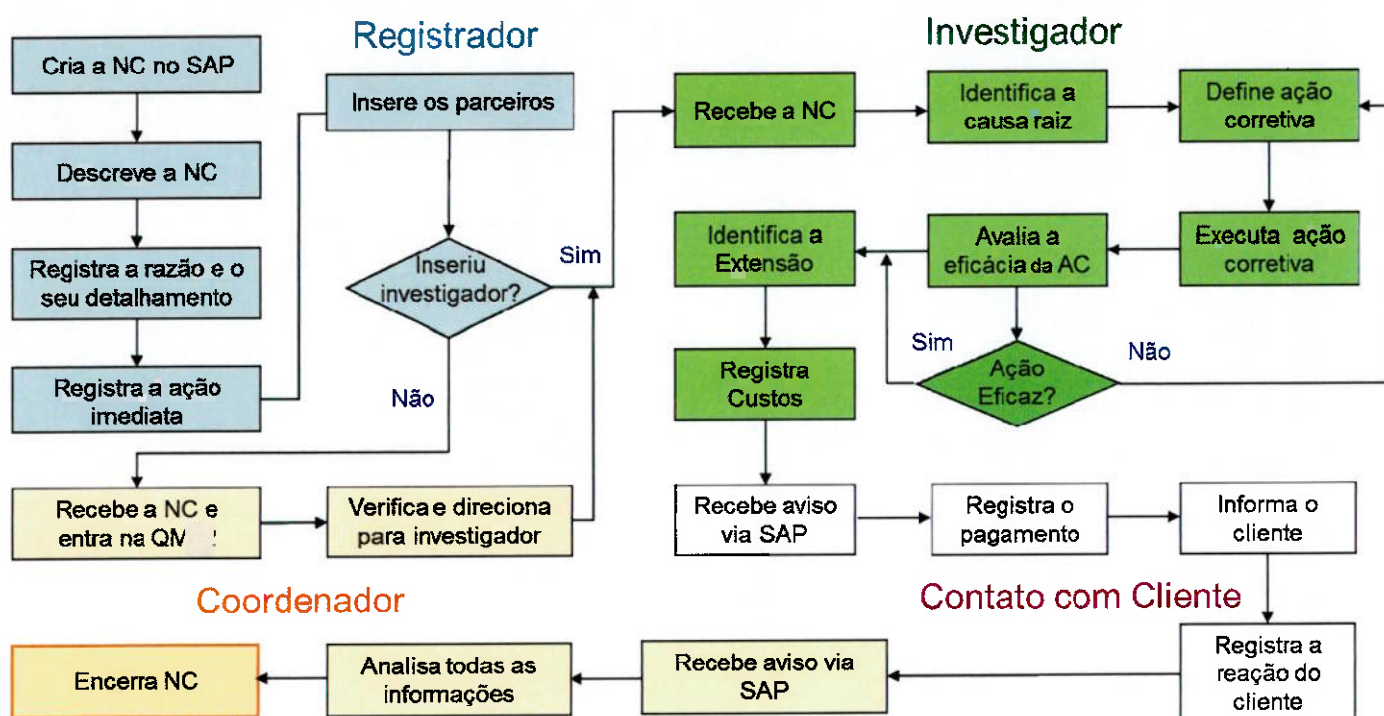 Registrador
Cria a NC no SAP
Descreve a NC
Registra a razão e o
seu detalhamento
Registra a ação
imediata
Insere os parceiros
Inseriu
investigador?
Sim
Não
Recebe a NC e
entra na
Verifica e direciona
para investigador
Investigador
Recebe a NC
Identifica a
causa raiz
Define ação
corretiva
Executa ação
corretiva
Avalia a
eficácia da AC
Ação
Eficaz?
Sim
Não
Identifica a
Extensão
Registra
Custos
Recebe aviso
via SAP
Registra o
pagamento
Informa o
cliente
Contato com Cliente
Registra a
reação do
cliente
Coordenador
Recebe aviso via
SAP
Analisa todas as
informações
Encerra NC